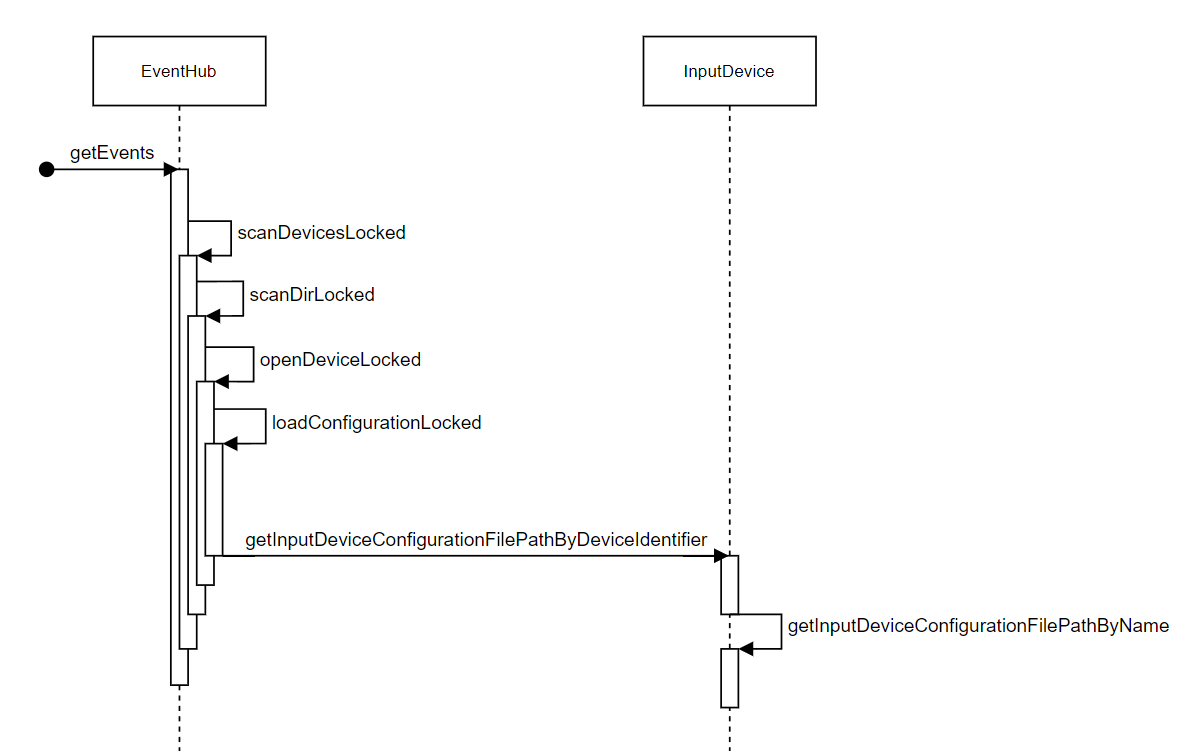 EventHub
InputDevice
getEvents
scanDevicesLocked
scanDirLocked
openDeviceLocked
loadConfigurationLocked
getInputDeviceConfigurationFilePathByDeviceIdentifier
getInputDeviceConfigurationFilePathByName